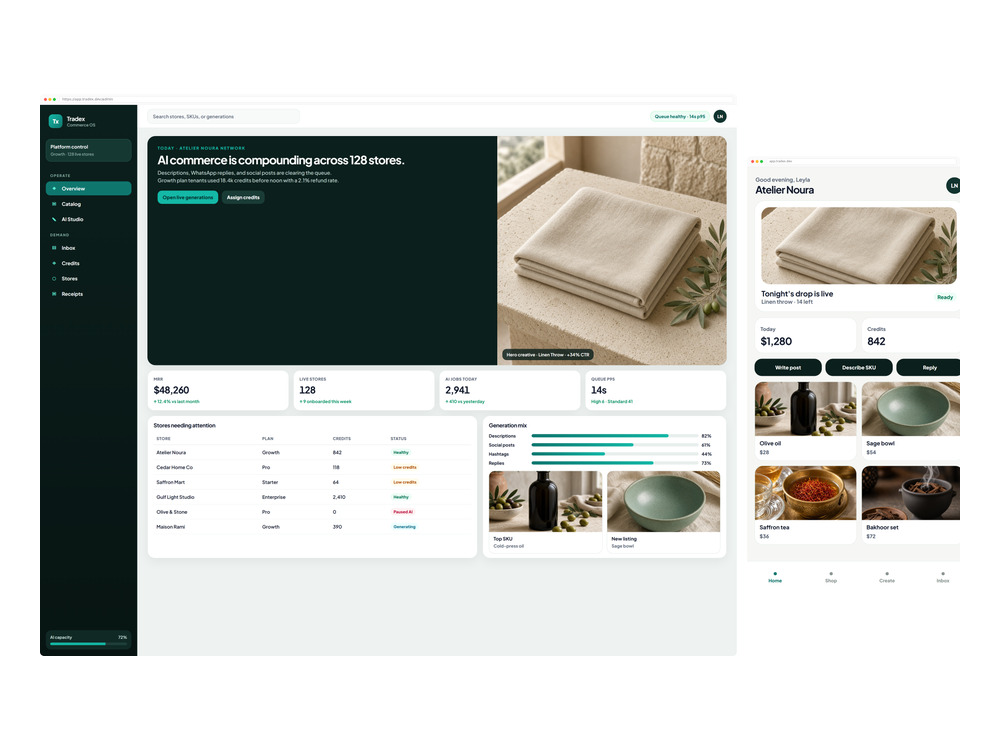 https://app.tradex.dev/admin
Tx
Tradex
Commerce OS
Platform control
Growth · 128 live stores
OPERATE
Overview
Catalog
AI Studio
DEMAND
Inbox
Credits
Stores
Receipts
AI capacity
72%
Search stores, SKUs, or generations
Queue healthy · 14s p95
LN
TODAY · ATELIER NOURA NETWORK
AI commerce is compounding across 128 stores.
Descriptions, WhatsApp replies, and social posts are clearing the queue.
Growth plan tenants used 18.4k credits before noon with a 2.1% refund rate.
Open live generations
Assign credits
Hero creative · Linen Throw · +34% CTR
MRR
$48,260
+ 12.4% vs last month
LIVE STORES
128
+ 9 onboarded this week
AI JOBS TODAY
2,941
+ 410 vs yesterday
QUEUE P95
14s
High 6 · Standard 41
Stores needing attention
STORE PLAN CREDITS STATUS
Atelier Noura Growth 842 Healthy
Cedar Home Co Pro 118 Low credits
Saffron Mart Starter 64 Low credits
Gulf Light Studio Enterprise 2,410 Healthy
Olive & Stone Pro 0 Paused AI
Maison Rami Growth 390 Generating
Generation mix
Descriptions 82%
Social posts 61%
Hashtags 44%
Replies 73%
Top SKU
Cold-press oil
New listing
Sage bowl
app.tradex.dev
Good evening, Leyla
Atelier Noura
LN
Tonight's drop is live
Linen throw · 14 left
Ready
Today
$1,280
Credits
842
Write post
Describe SKU
Reply
Olive oil
$28
Sage bowl
$54
Saffron tea
$36
Bakhoor set
$72
Home
Shop
Create
Inbox